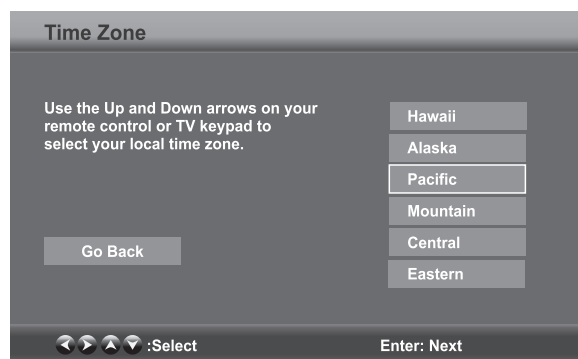 Time Zone
Use the Up and Down arrows on your
remote control or TV keypad to
select your local time zone.
Hawaii
Alaska
Pacific
Mountain
Central
Eastern
Go Back
:Select
Enter: Next